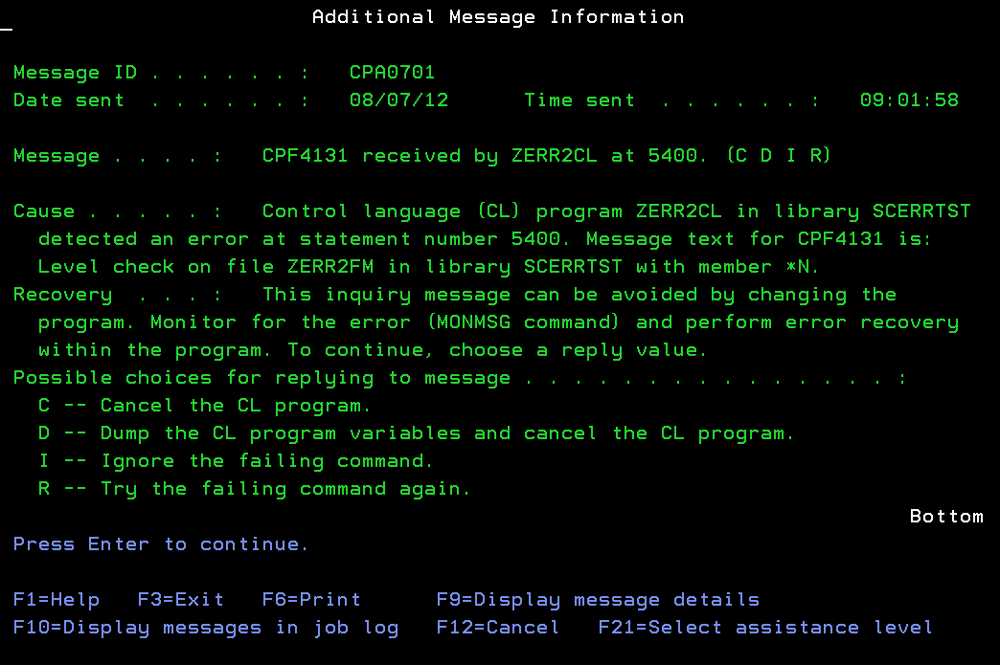 Additional Message Information
Message ID . . . . . . :   CPA0701
Date sent  . . . . . . :   08/07/12      Time sent  . . . . . . :   09:01:58
Message . . . . :   CPF4131 received by ZERR2CL at 5400. (C D I R)
Cause . . . . . :   Control language (CL) program ZERR2CL in library SCERRTST
detected an error at statement number 5400. Message text for CPF4131 is:
Level check on file ZERR2FM in library SCERRTST with member *N.
Recovery  . . . :   This inquiry message can be avoided by changing the
program. Monitor for the error (MONMSG command) and perform error recovery
within the program. To continue, choose a reply value.
Possible choices for replying to message . . . . . . . . . . . . . . . :
C -- Cancel the CL program.
D -- Dump the CL program variables and cancel the CL program.
I -- Ignore the failing command.
R -- Try the failing command again.
Bottom
Press Enter to continue.
F1=Help   F3=Exit   F6=Print      F9=Display message details
F10=Display messages in job log   F12=Cancel   F21=Select assistance level